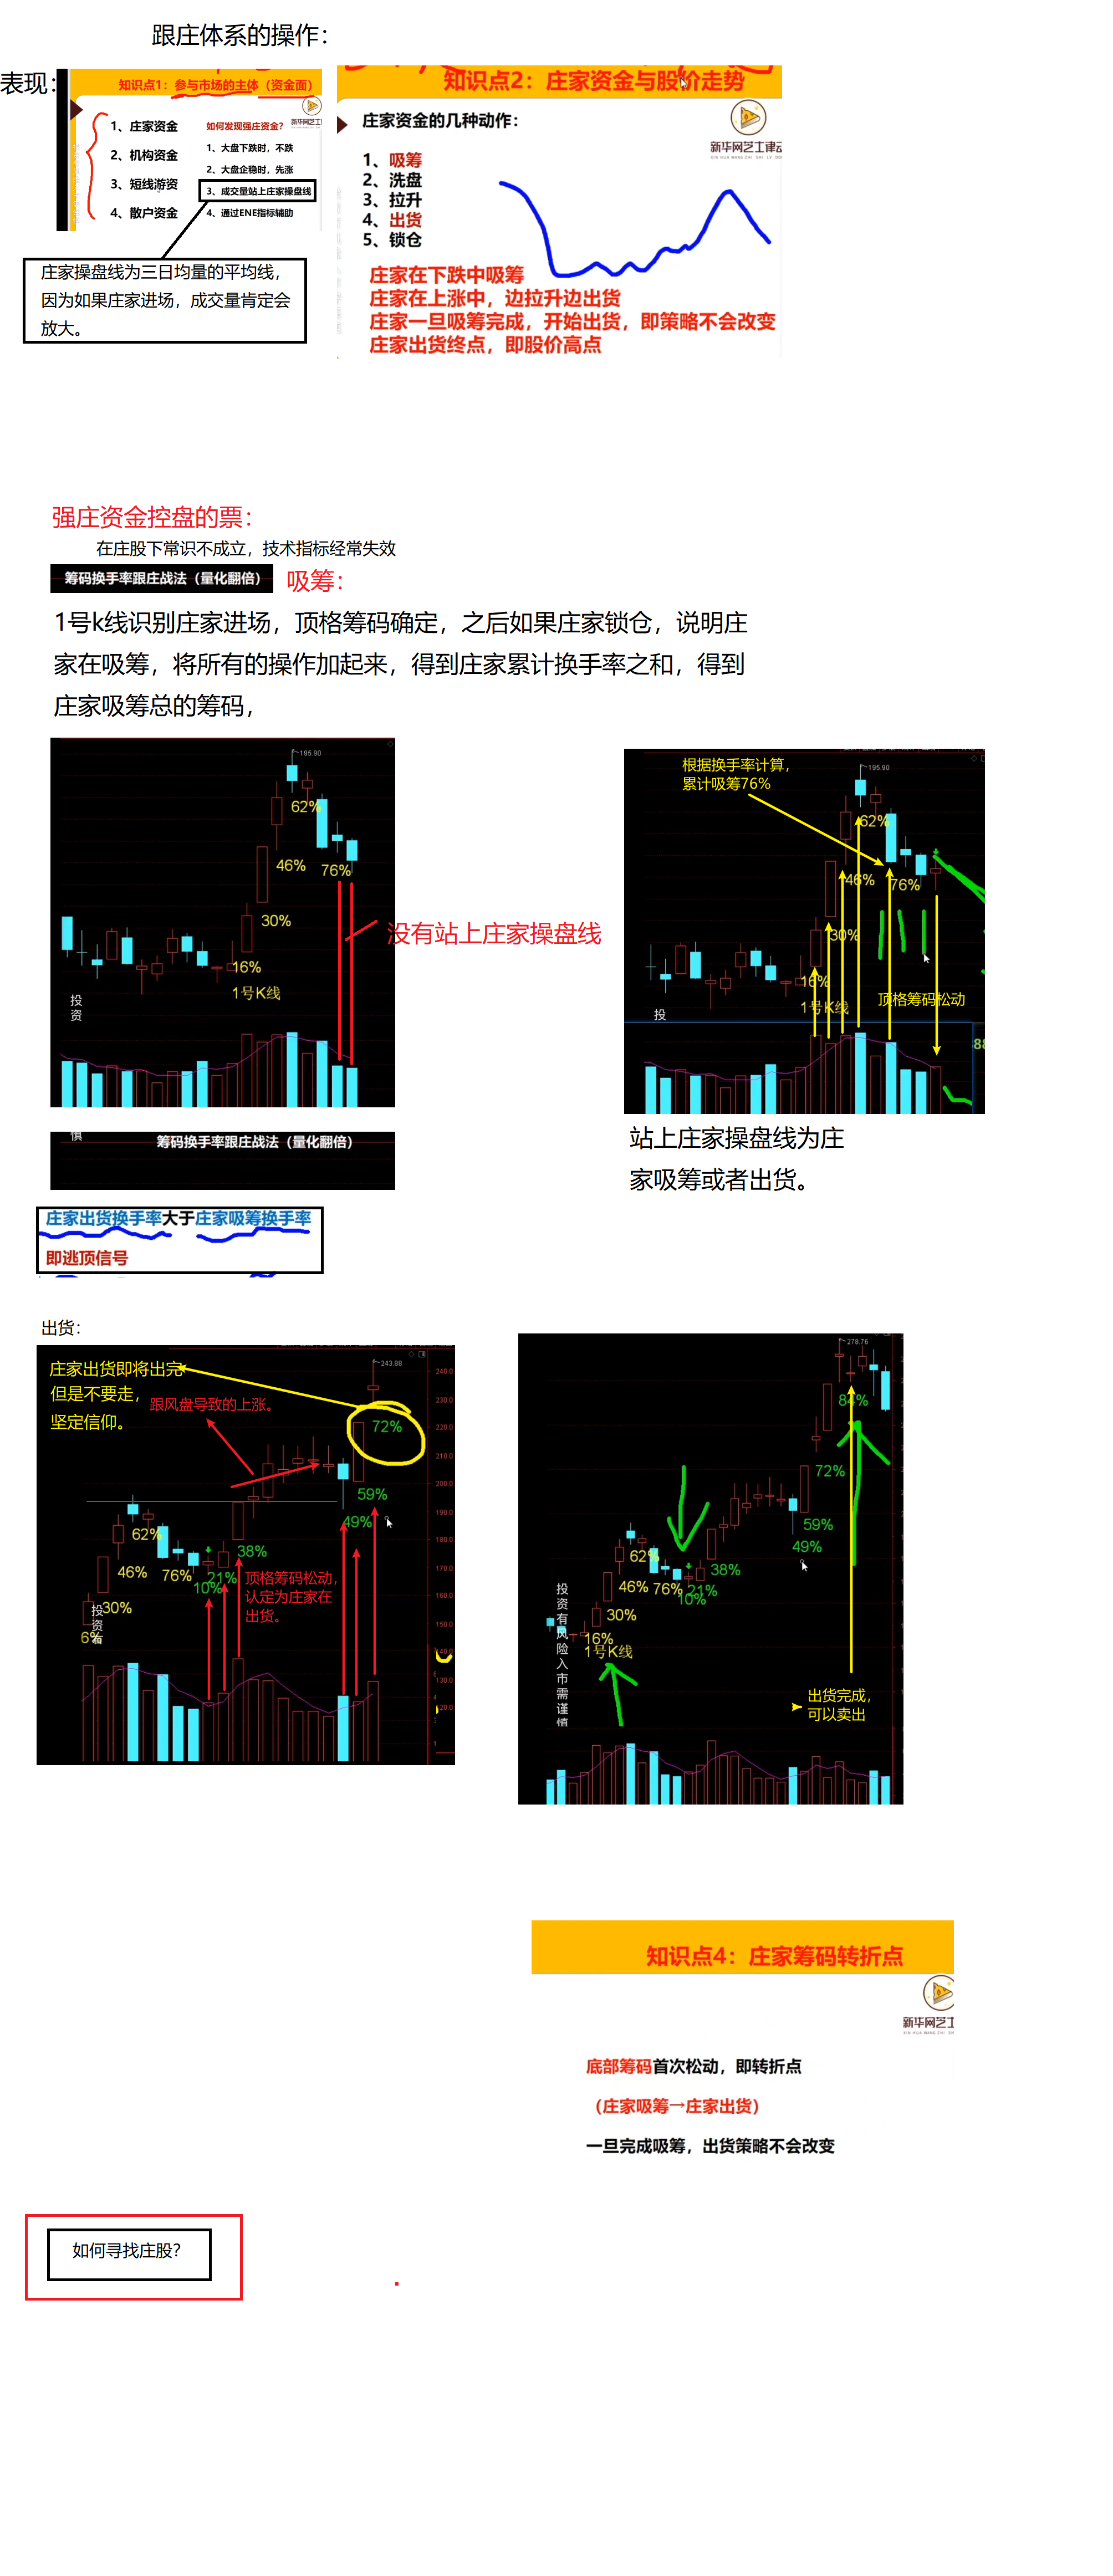 跟庄体系的操作：
表现：
知识点1：参与市场的主体（资金面）
1、庄家资金
2、机构资金
3、短线游资
4、散户资金
如何发现强庄资金？
1、大盘下跌时，不跌
2、大盘企稳时，先涨
3、成交量站上庄家操盘线
4、通过ENE指标辅助
新华网艺工
庄家操盘线为三日均量的平均线，
因为如果庄家进场，成交量肯定会
放大。
知识点2：庄家资金与股价走势
庄家资金的几种动作：
1、吸筹
2、洗盘
3、拉升
4、出货
5、锁仓
庄家在下跌中吸筹
庄家在上涨中，边拉升边出货
庄家一旦吸筹完成，开始出货，即策略不会改变
庄家出货终点，即股价高点
强庄资金控盘的票：
在庄股下常识不成立，技术指标经常失效
筹码换手率跟庄战法（量化翻倍）
吸筹：
1号k线识别庄家进场，顶格筹码确定，之后如果庄家锁仓，说明庄
家在吸筹，将所有的操作加起来，得到庄家累计换手率之和，得到
庄家吸筹总的筹码，
195.90
62%
46%
76%
30%
16%
1号K线
投
资
没有站上庄家操盘线
根据换手率计算，
累计吸筹76%
195.90
62%
46%
76%
30%
16%
1号K线
顶格筹码松动
投
站上庄家操盘线为庄
家吸筹或者出货。
慎
筹码换手率跟庄战法（量化翻倍）
庄家出货换手率大于庄家吸筹换手率
即逃顶信号
出货：
庄家出货即将出完
但是不要走，
坚定信仰。
跟风盘导致的上涨。
243.88
72%
59%
49%
62%
46%
76%
38%
21%
10%
30%
6%
投
资
有
顶格筹码松动，
认定为庄家在
出货。
240.0
230.0
220.0
210.0
200.0
190.0
180.0
170.0
160.0
150.0
140.0
130.0
120.0
278.76
84%
72%
59%
49%
62%
46%
76%
21%
10%
38%
30%
16%
1号K线
投
资
有
风
险
入
市
需
谨
慎
出货完成，
可以卖出
知识点4：庄家筹码转折点
新华网艺工
底部筹码首次松动，即转折点
（庄家吸筹→庄家出货）
一旦完成吸筹，出货策略不会改变
如何寻找庄股？